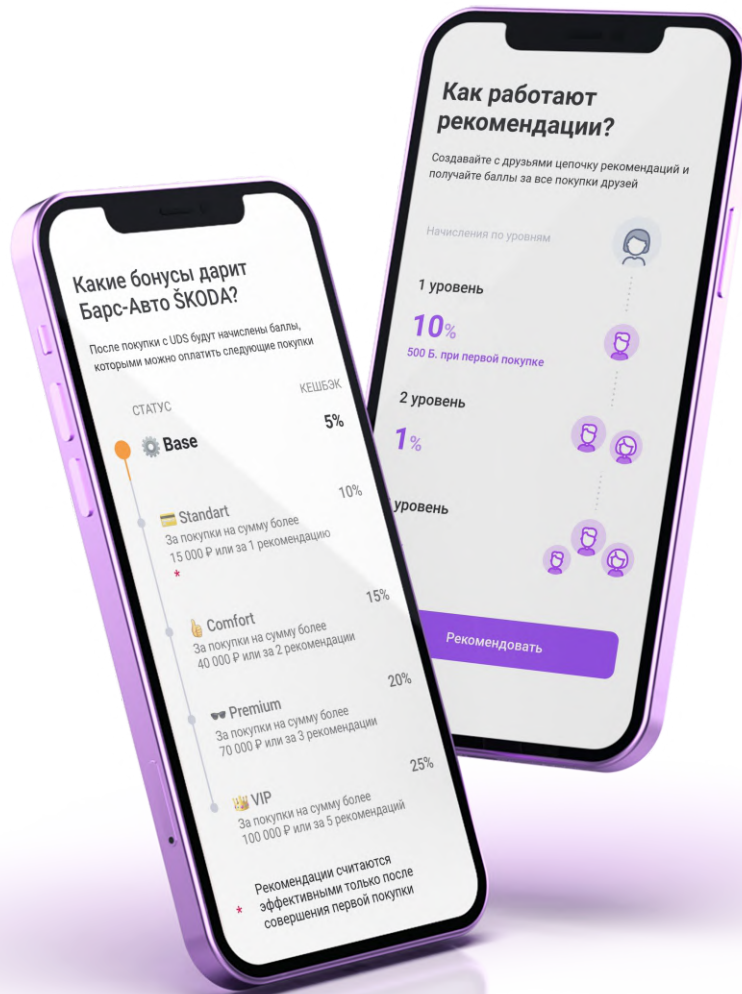 Какие бонусы дарит
Барс-Авто ŠKODA?
После покупки с UDS будут начислены баллы,
которыми можно оплатить следующие покупки
СТАТУС КЕШБЭК
Base 5%
Standart 10%
За покупки на сумму более
15 000 ₽ или за 1 рекомендацию
*
Comfort 15%
За покупки на сумму более
40 000 ₽ или за 2 рекомендации
Premium 20%
За покупки на сумму более
70 000 ₽ или за 3 рекомендации
VIP 25%
За покупки на сумму более
100 000 ₽ или за 5 рекомендаций
* Рекомендации считаются
эффективными только после
совершения первой покупки
Как работают
рекомендации?
Создавайте с друзьями цепочку рекомендаций и
получайте баллы за все покупки друзей
Начисления по уровням
1 уровень
10%
500 Б. при первой покупке
2 уровень
1%
уровень
Рекомендовать